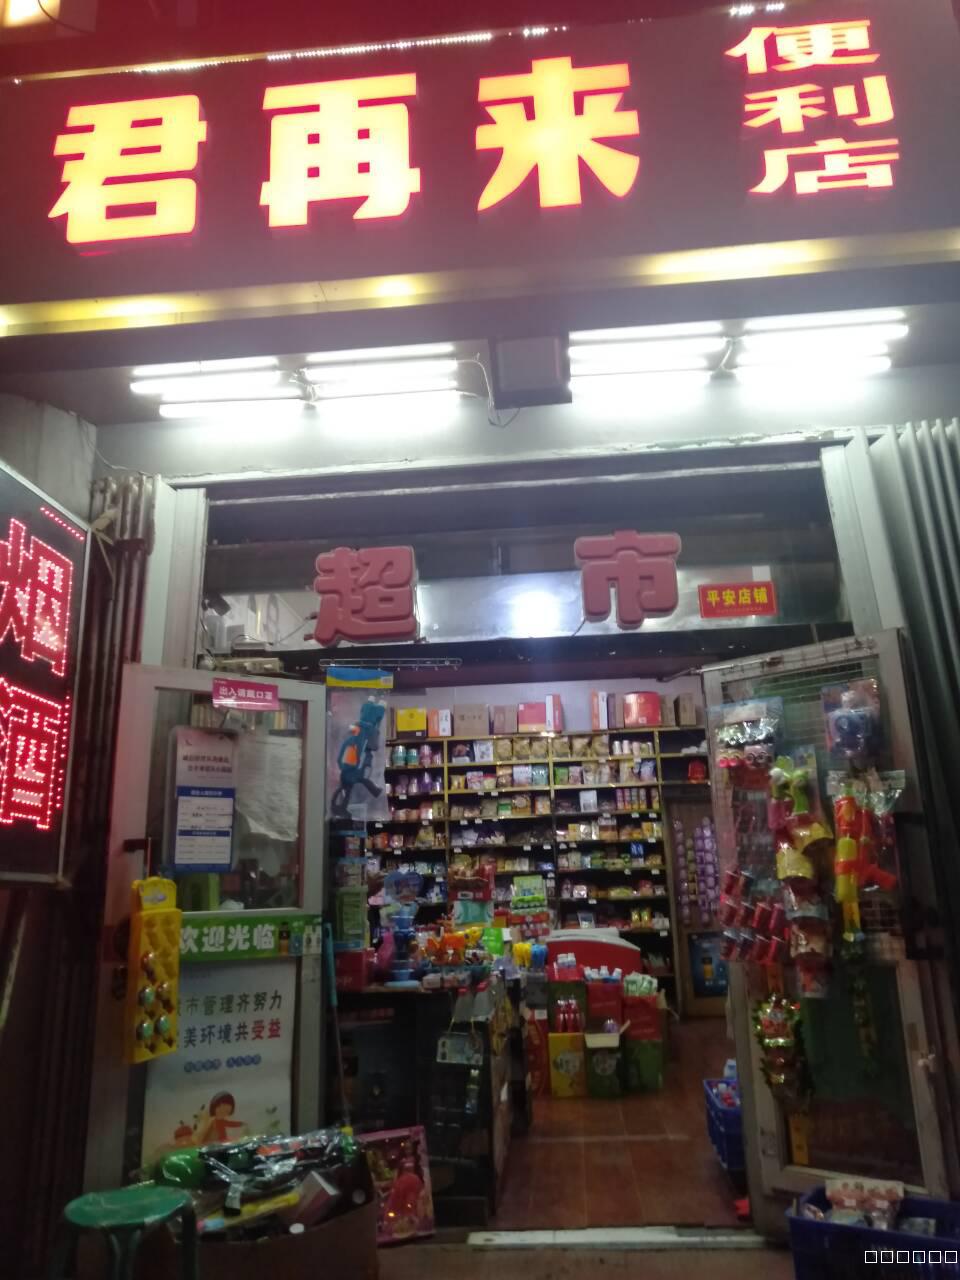 君再来
便利店
超市
平安店铺
烟酒
出入请戴口罩
欢迎光临
市管理齐努力
美环境共受益